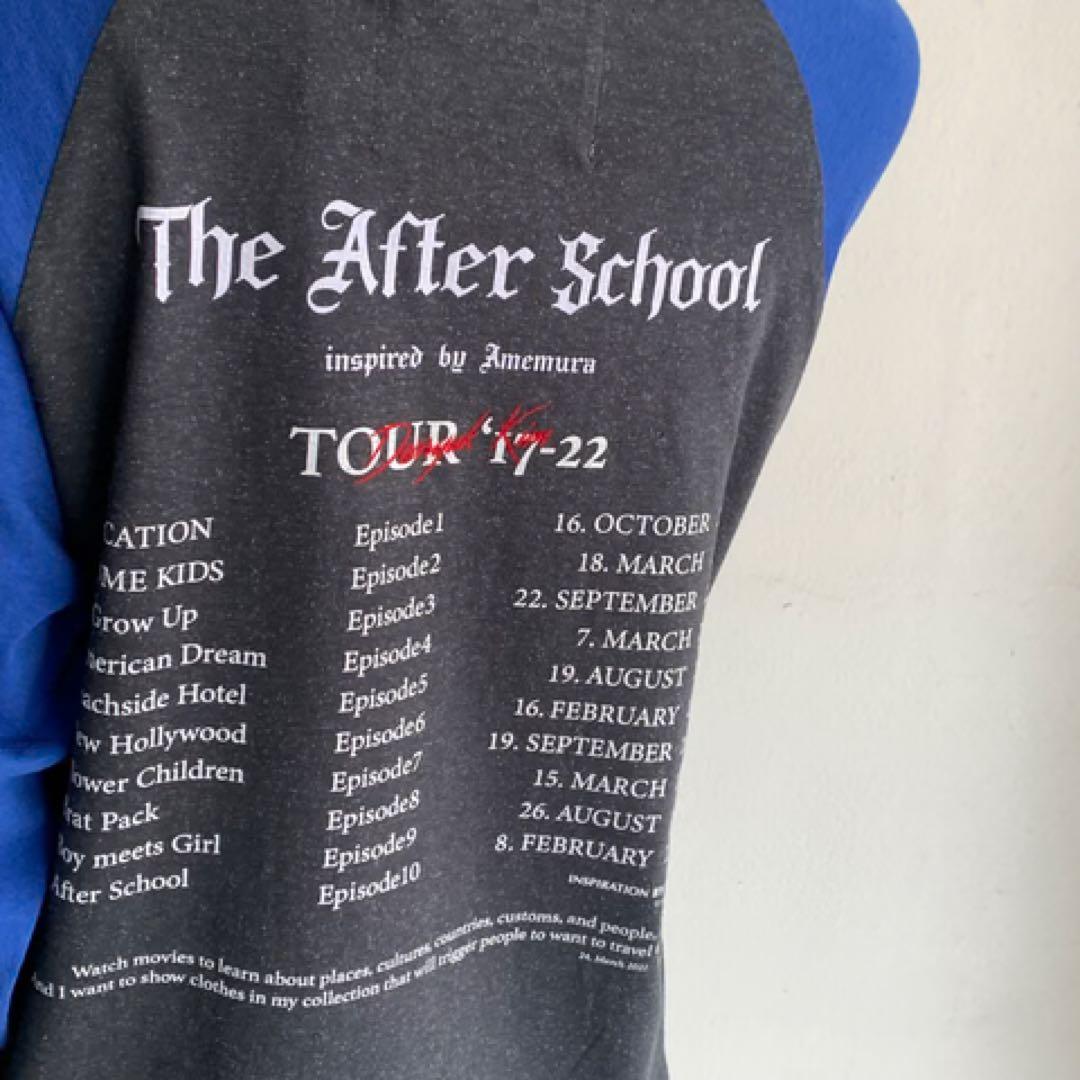 The After School
inspired by Amemura
TOUR '17-22
CATION Episode1 16. OCTOBER
ME KIDS Episode2 18. MARCH
Grow Up Episode3 22. SEPTEMBER
erican Dream Episode4 7. MARCH
achside Hotel Episode5 19. AUGUST
ew Hollywood Episode6 16. FEBRUARY
ower Children Episode7 19. SEPTEMBER
rat Pack Episode8 15. MARCH
oy meets Girl Episode9 26. AUGUST
After School Episode10 8. FEBRUARY
INSPIRATION
Watch movies to learn about places, cultures, countries, customs, and people.
And I want to show clothes in my collection that will trigger people to want to travel